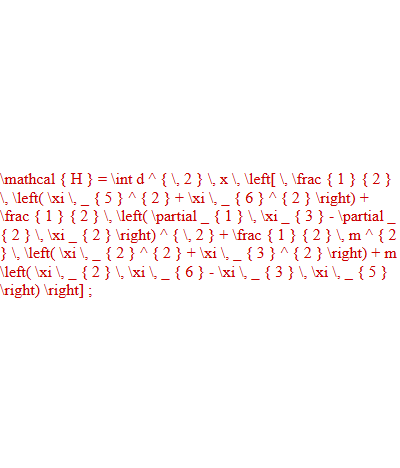 \mathcal { H } = \int d ^ { \, 2 } \, x \, \left[ \, \frac { 1 } { 2 }
\, \left( \xi \, _ { 5 } ^ { 2 } + \xi \, _ { 6 } ^ { 2 } \right) +
\frac { 1 } { 2 } \, \left( \partial _ { 1 } \, \xi _ { 3 } - \partial _
{ 2 } \, \xi _ { 2 } \right) ^ { \, 2 } + \frac { 1 } { 2 } \, m ^ { 2
} \, \left( \xi \, _ { 2 } ^ { 2 } + \xi \, _ { 3 } ^ { 2 } \right) + m
\left( \xi \, _ { 2 } \, \xi \, _ { 6 } - \xi \, _ { 3 } \, \xi \, _ { 5 }
\right) \right] ;